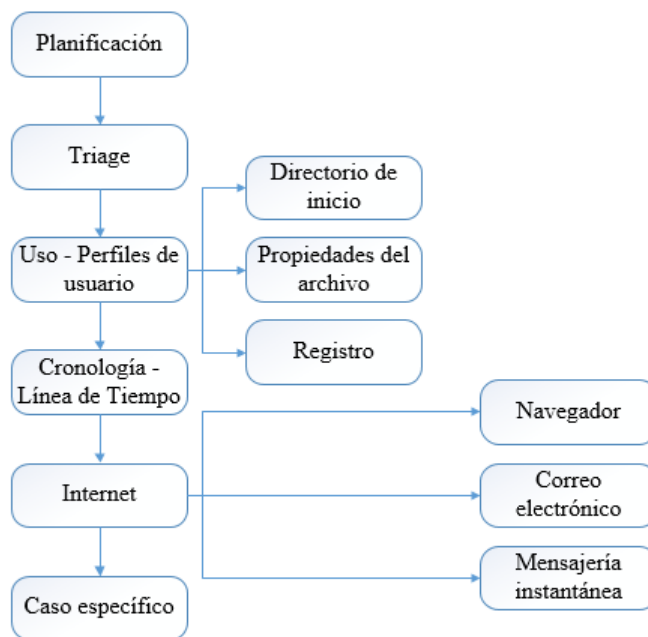 Planificación
Triage
Directorio de
inicio
Uso - Perfiles de
usuario
Propiedades del
archivo
Registro
Cronología -
Línea de Tiempo
Navegador
Internet
Correo
electrónico
Mensajería
instantánea
Caso específico